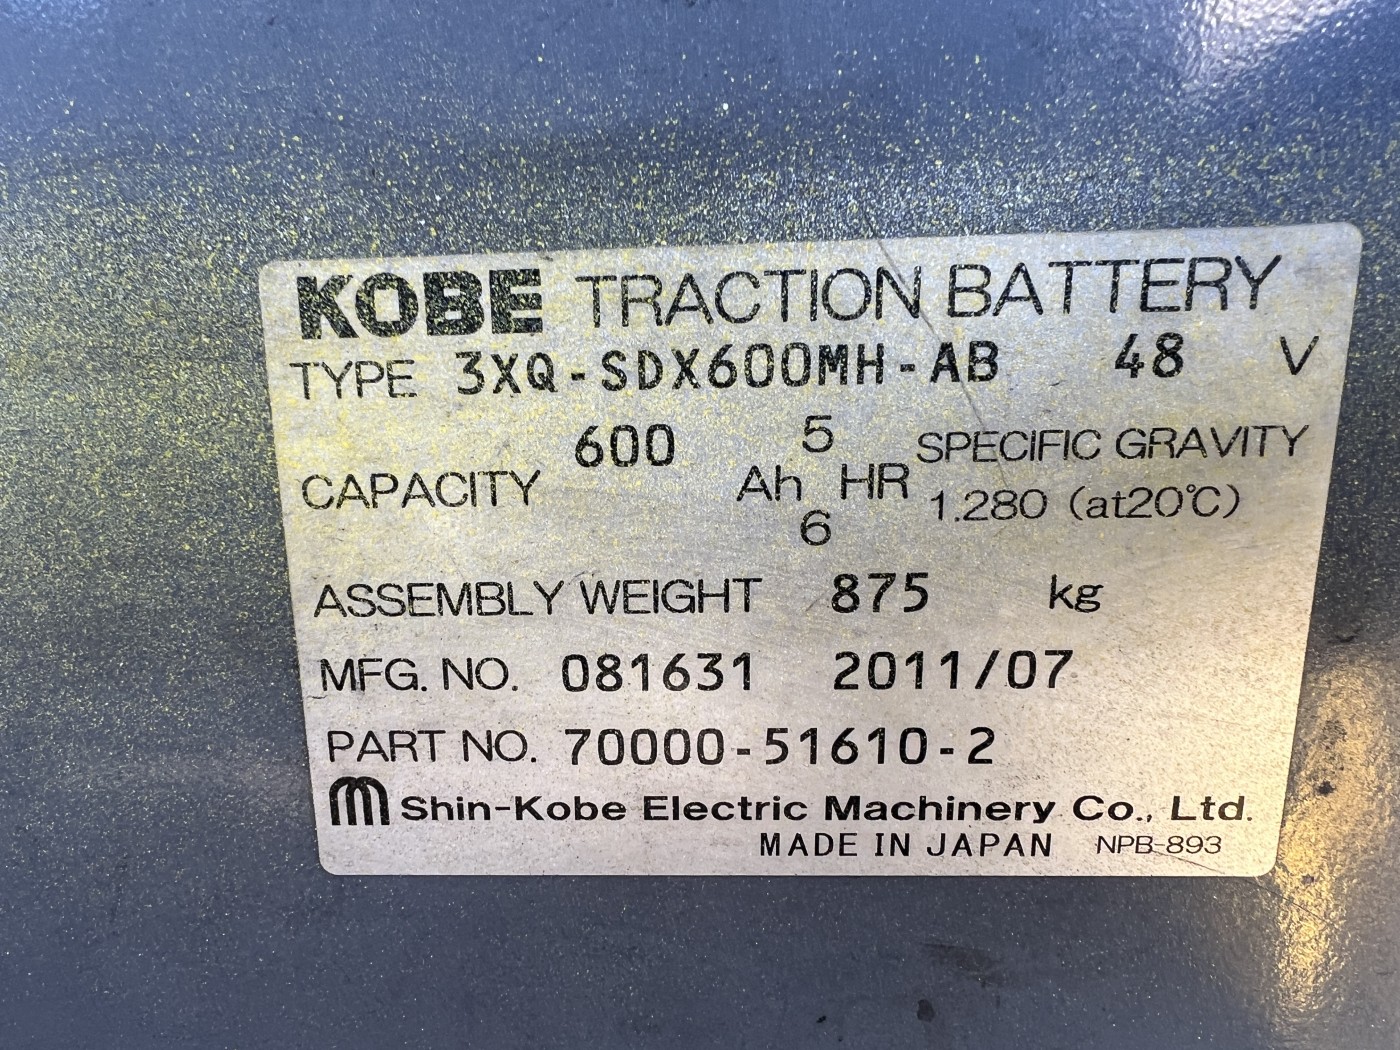 KOBE TRACTION BATTERY
TYPE 3XQ-SDX600MH-AB 48 V
CAPACITY 600 Ah 5 HR SPECIFIC GRAVITY
6 1.280 (at20℃)
ASSEMBLY WEIGHT 875 kg
MFG. NO. 081631 2011/07
PART NO. 70000-51610-2
Shin-Kobe Electric Machinery Co., Ltd.
MADE IN JAPAN NPB-893